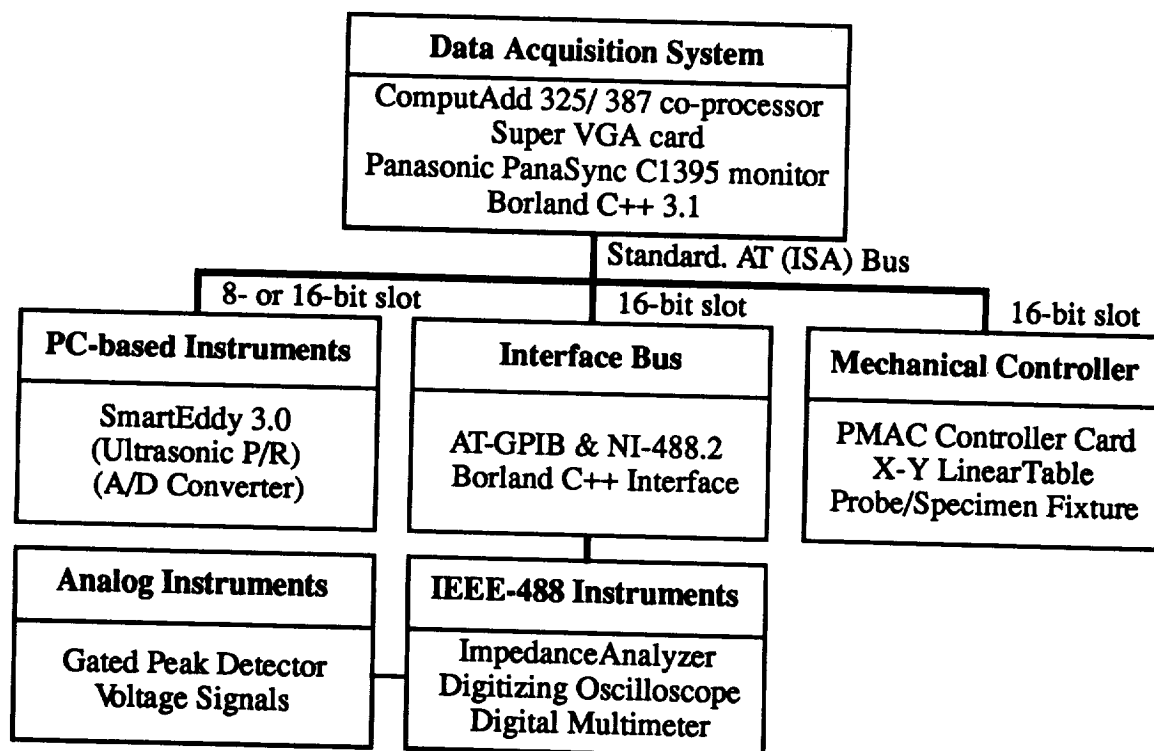 Data Acquisition System
ComputAdd 325/ 387 co-processor
Super VGA card
Panasonic PanaSync C1395 monitor
Borland C++ 3.1
Standard. AT (ISA) Bus
8- or 16-bit slot
16-bit slot
16-bit slot
PC-based Instruments
SmartEddy 3.0
(Ultrasonic P/R)
(A/D Converter)
Interface Bus
AT-GPIB & NI-488.2
Borland C++ Interface
Mechanical Controller
PMAC Controller Card
X-Y LinearTable
Probe/Specimen Fixture
Analog Instruments
Gated Peak Detector
Voltage Signals
IEEE-488 Instruments
ImpedanceAnalyzer
Digitizing Oscilloscope
Digital Multimeter